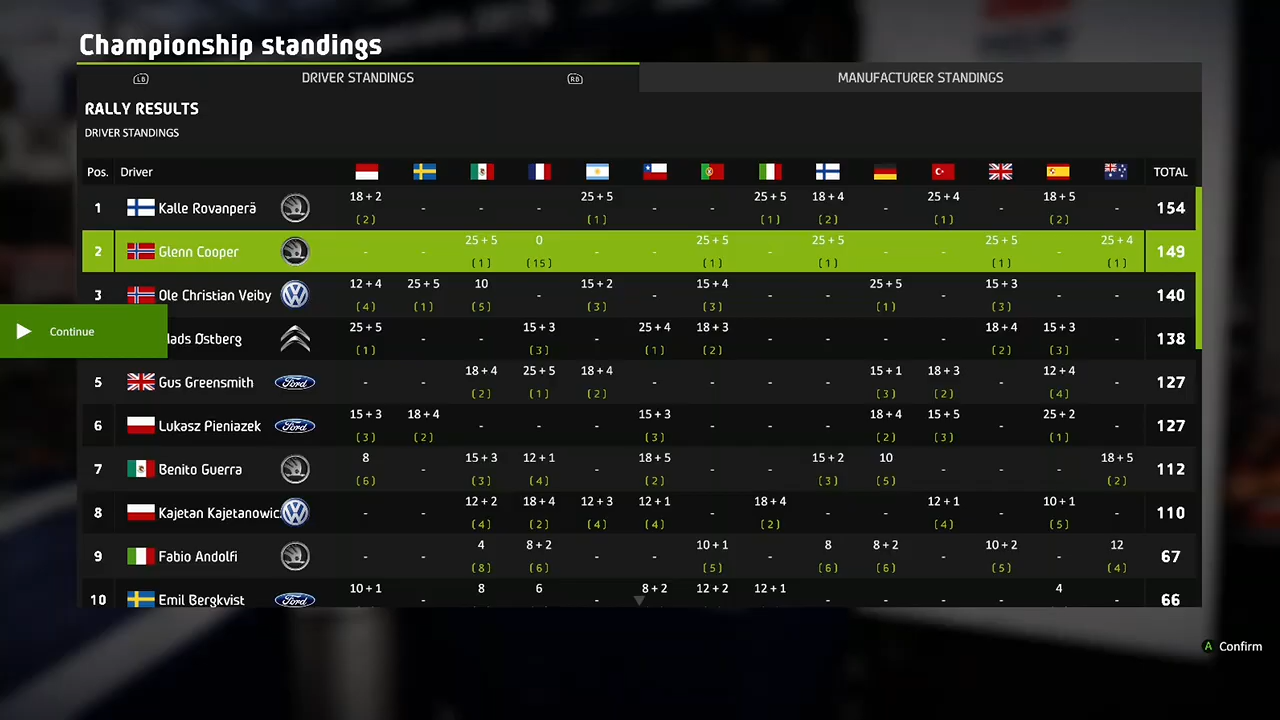 Championship standings
LB DRIVER STANDINGS RB MANUFACTURER STANDINGS
RALLY RESULTS
DRIVER STANDINGS
Pos. Driver TOTAL
18 + 2 25 + 5 25 + 5 18 + 4 25 + 4 18 + 5
1 Kalle Rovanperä - - - - - - - - - 154
(2) (1) (1) (2) (1) (2)
25 + 5 0 25 + 5 25 + 5 25 + 5 25 + 4
2 Glenn Cooper - - - - - - - - 149
(1) (15) (1) (1) (1) (1)
12 + 4 25 + 5 10 15 + 2 15 + 4 25 + 5 15 + 3
3 Ole Christian Veiby - - - - - - - 140
(4) (1) (5) (3) (3) (1) (3)
Continue
25 + 5 15 + 3 25 + 4 18 + 3 18 + 4 15 + 3
lads Østberg - - - - - - - - 138
(1) (3) (1) (2) (2) (3)
18 + 4 25 + 5 18 + 4 15 + 1 18 + 3 12 + 4
5 Gus Greensmith Ford - - - - - - - - 127
(2) (1) (2) (3) (2) (4)
15 + 3 18 + 4 15 + 3 18 + 4 15 + 5 25 + 2
6 Lukasz Pieniazek Ford - - - - - - - - 127
(3) (2) (3) (2) (3) (1)
8 15 + 3 12 + 1 18 + 5 15 + 2 10 18 + 5
7 Benito Guerra - - - - - - - 112
(6) (3) (4) (2) (3) (5) (2)
12 + 2 18 + 4 12 + 3 12 + 1 18 + 4 12 + 1 10 + 1
8 Kajetan Kajetanowic - - - - - - - 110
(4) (2) (4) (4) (2) (4) (5)
4 8 + 2 10 + 1 8 8 + 2 10 + 2 12
9 Fabio Andolfi - - - - - - - 67
(8) (6) (5) (6) (6) (5) (4)
10 + 1 8 6 8 + 2 12 + 2 12 + 1 4
10 Emil Bergkvist Ford - - - - - - - 66
A Confirm